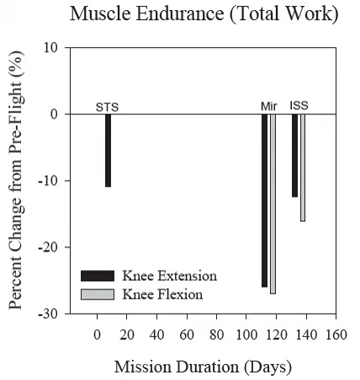 Muscle Endurance (Total Work)
Percent Change from Pre-Flight (%)
10
0
-10
-20
-30
STS
Mir
ISS
Knee Extension
Knee Flexion
0 20 40 60 80 100 120 140 160
Mission Duration (Days)